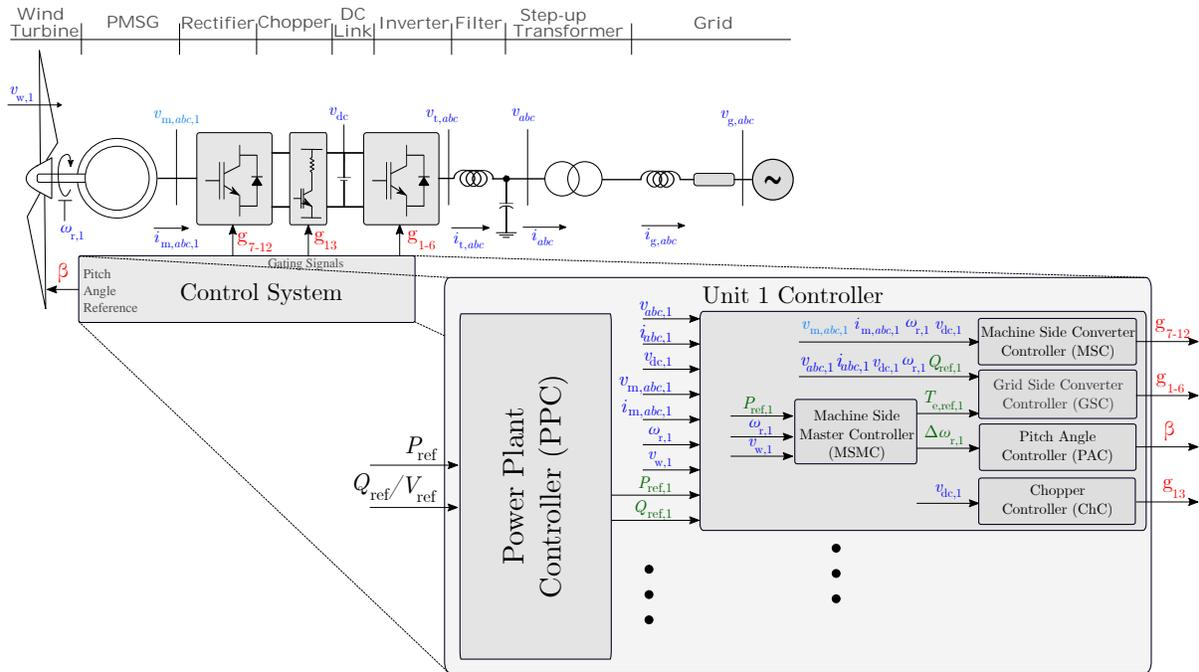 Wind Turbine PMSG Rectifier Chopper DC Link Inverter Filter Step-up Transformer Grid
v_w,1
v_m,abc,1
v_dc
v_t,abc
v_abc
v_g,abc
~
ω_r,1
i_m,abc,1
g_7-12
g_13
g_1-6
i_t,abc
i_abc
i_g,abc
β
Gating Signals
Pitch
Angle
Reference
Control System
Unit 1 Controller
P_ref
Q_ref/V_ref
Power Plant
Controller (PPC)
v_abc,1
i_abc,1
v_dc,1
v_m,abc,1
i_m,abc,1
ω_r,1
v_w,1
P_ref,1
Q_ref,1
P_ref,1
ω_r,1
v_w,1
Machine Side
Master Controller
(MSMC)
v_m,abc,1 i_m,abc,1 ω_r,1 v_dc,1
Machine Side Converter
Controller (MSC)
g_7-12
v_abc,1 i_abc,1 v_dc,1 ω_r,1 Q_ref,1
T_e,ref,1
Grid Side Converter
Controller (GSC)
g_1-6
Δω_r,1
Pitch Angle
Controller (PAC)
β
v_dc,1
Chopper
Controller (ChC)
g_13